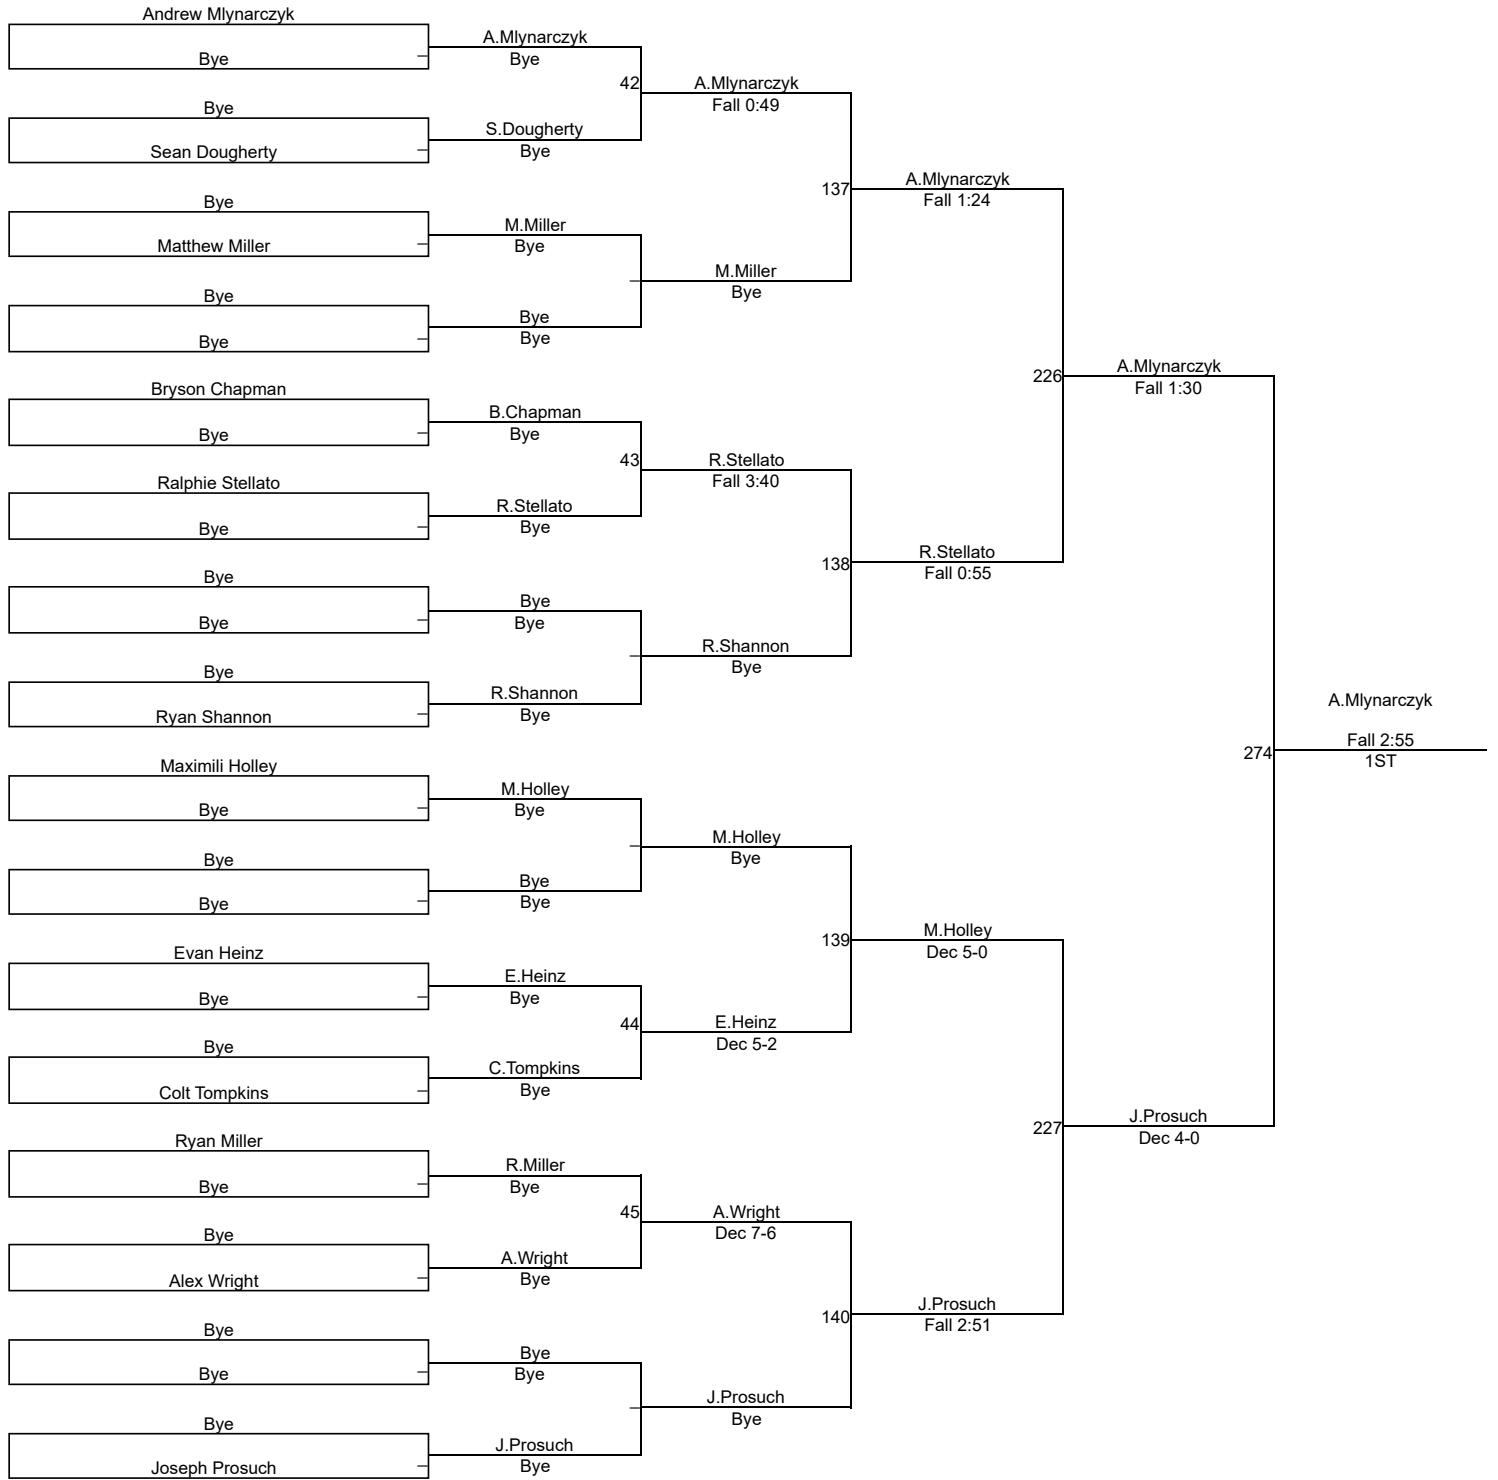 Andrew Mlynarczyk
Bye
Bye
Sean Dougherty
Bye
Matthew Miller
Bye
Bye
Bryson Chapman
Bye
Ralphie Stellato
Bye
Bye
Bye
Bye
Ryan Shannon
Maximili Holley
Bye
Bye
Bye
Evan Heinz
Bye
Bye
Colt Tompkins
Ryan Miller
Bye
Bye
Alex Wright
Bye
Bye
Bye
Joseph Prosuch
A.Mlynarczyk
Bye
42
S.Dougherty
Bye
M.Miller
Bye
Bye
Bye
B.Chapman
Bye
43
R.Stellato
Bye
Bye
Bye
R.Shannon
Bye
M.Holley
Bye
Bye
Bye
E.Heinz
Bye
44
C.Tompkins
Bye
R.Miller
Bye
45
A.Wright
Bye
Bye
Bye
J.Prosuch
Bye
A.Mlynarczyk
Fall 0:49
137
M.Miller
Bye
R.Stellato
Fall 3:40
138
R.Shannon
Bye
M.Holley
Bye
139
E.Heinz
Dec 5-2
A.Wright
Dec 7-6
140
J.Prosuch
Bye
A.Mlynarczyk
Fall 1:24
226
R.Stellato
Fall 0:55
M.Holley
Dec 5-0
227
J.Prosuch
Fall 2:51
A.Mlynarczyk
Fall 1:30
274
J.Prosuch
Dec 4-0
A.Mlynarczyk
Fall 2:55
1ST